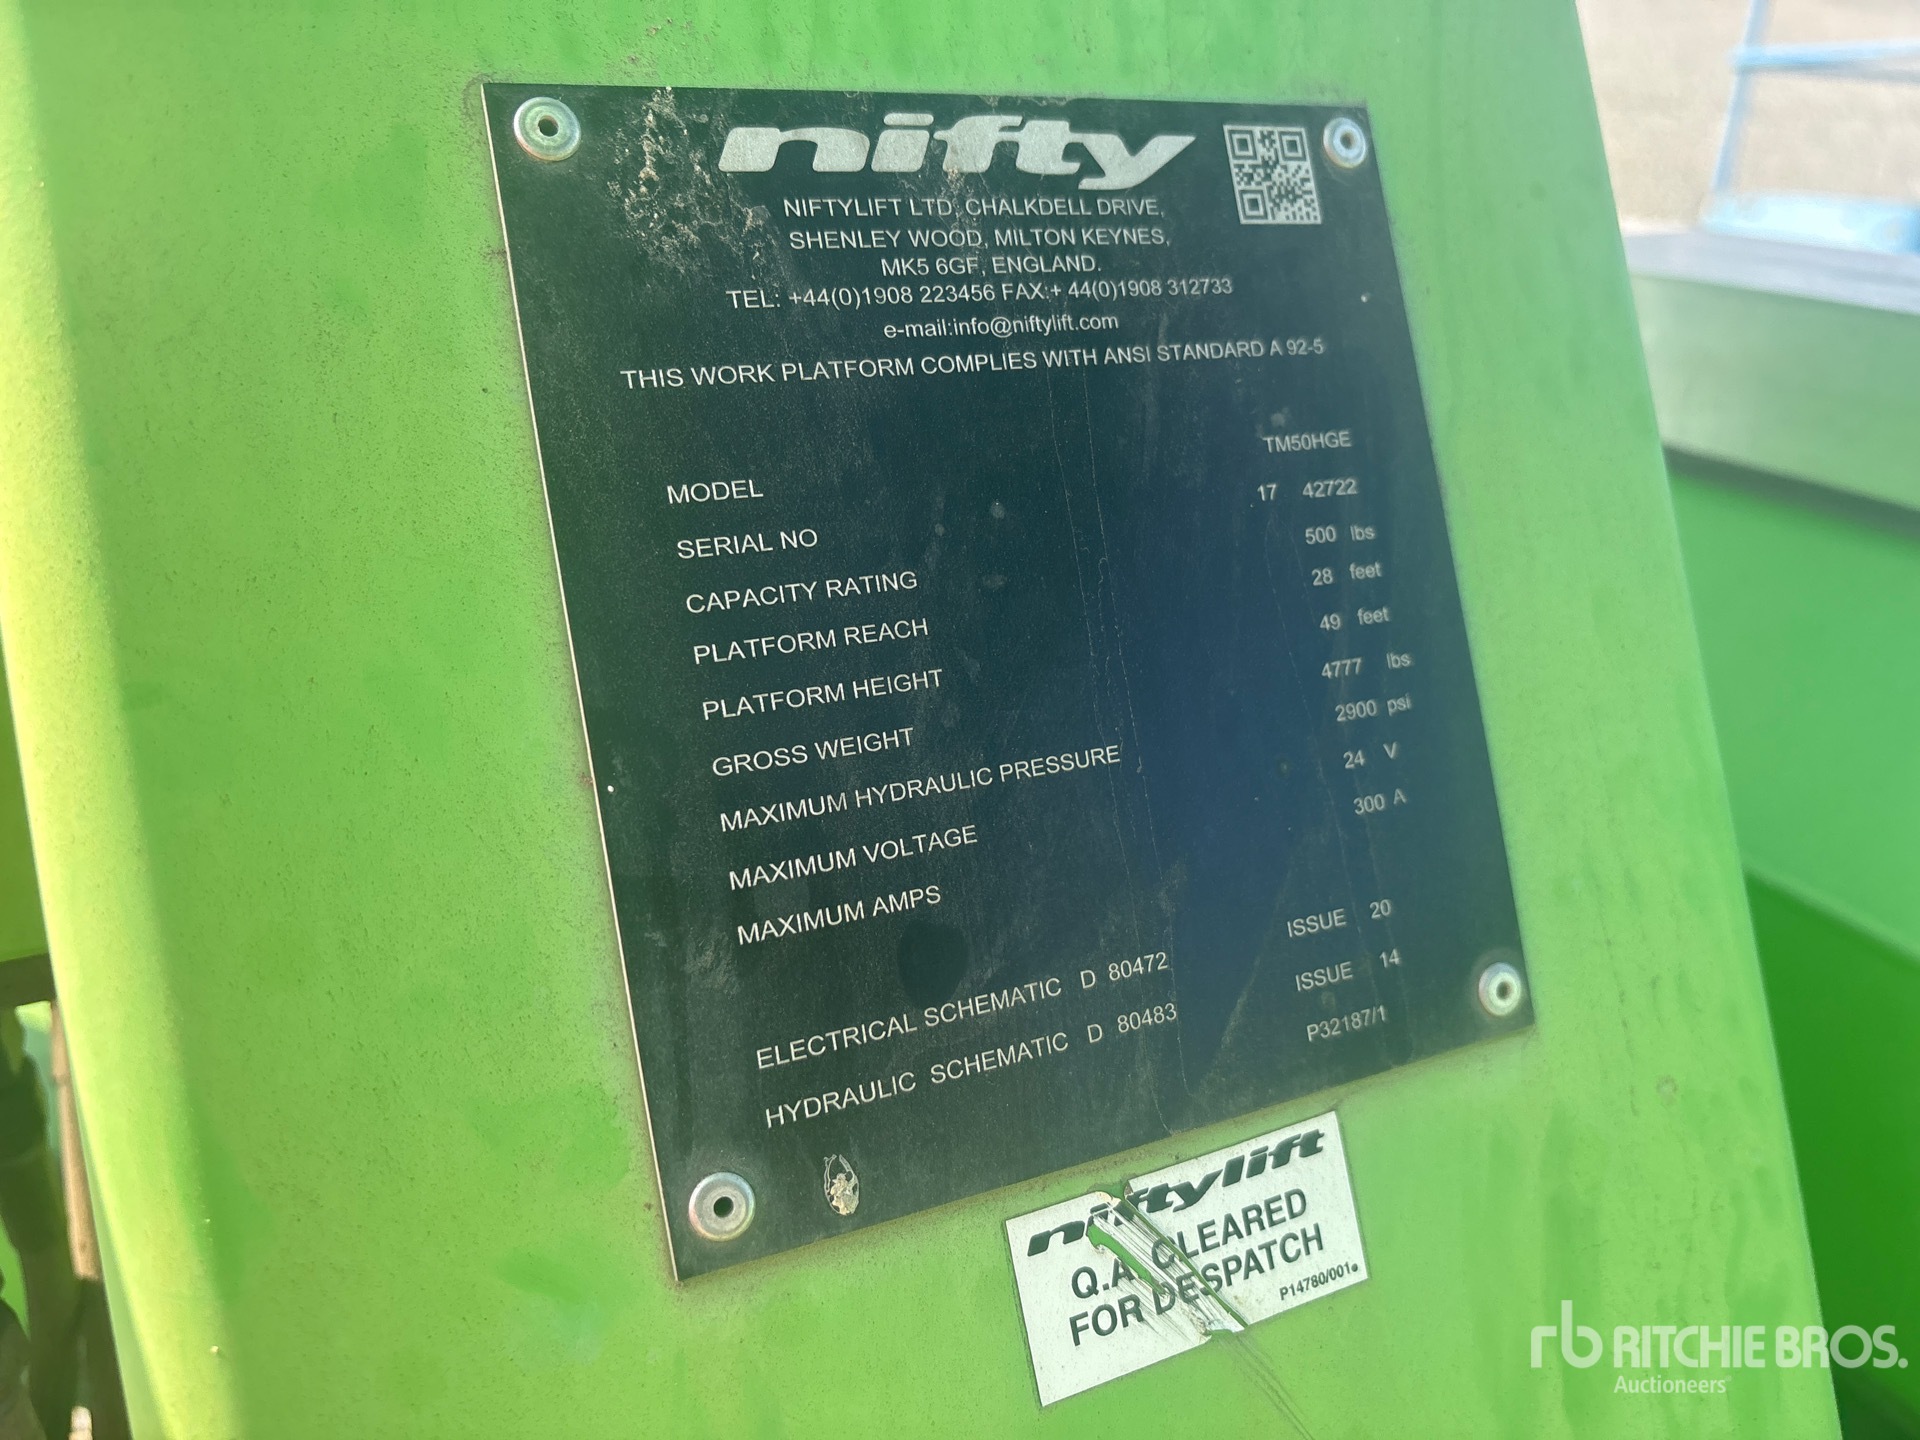 nifty
NIFTYLIFT LTD, CHALKDELL DRIVE,
SHENLEY WOOD, MILTON KEYNES,
MK5 6GF, ENGLAND.
TEL: +44(0)1908 223456 FAX:+ 44(0)1908 312733
e-mail:info@niftylift.com
THIS WORK PLATFORM COMPLIES WITH ANSI STANDARD A 92-5
MODEL TM50HGE
SERIAL NO 17 42722
CAPACITY RATING 500 lbs
PLATFORM REACH 28 feet
PLATFORM HEIGHT 49 feet
GROSS WEIGHT 4777 lbs
MAXIMUM HYDRAULIC PRESSURE 2900 psi
MAXIMUM VOLTAGE 24 V
MAXIMUM AMPS 300 A
ELECTRICAL SCHEMATIC D 80472 ISSUE 20
HYDRAULIC SCHEMATIC D 80483 ISSUE 14
P32187/1
niftylift
Q.A. CLEARED
FOR DESPATCH
P14780/001
rb RITCHIE BROS.
Auctioneers